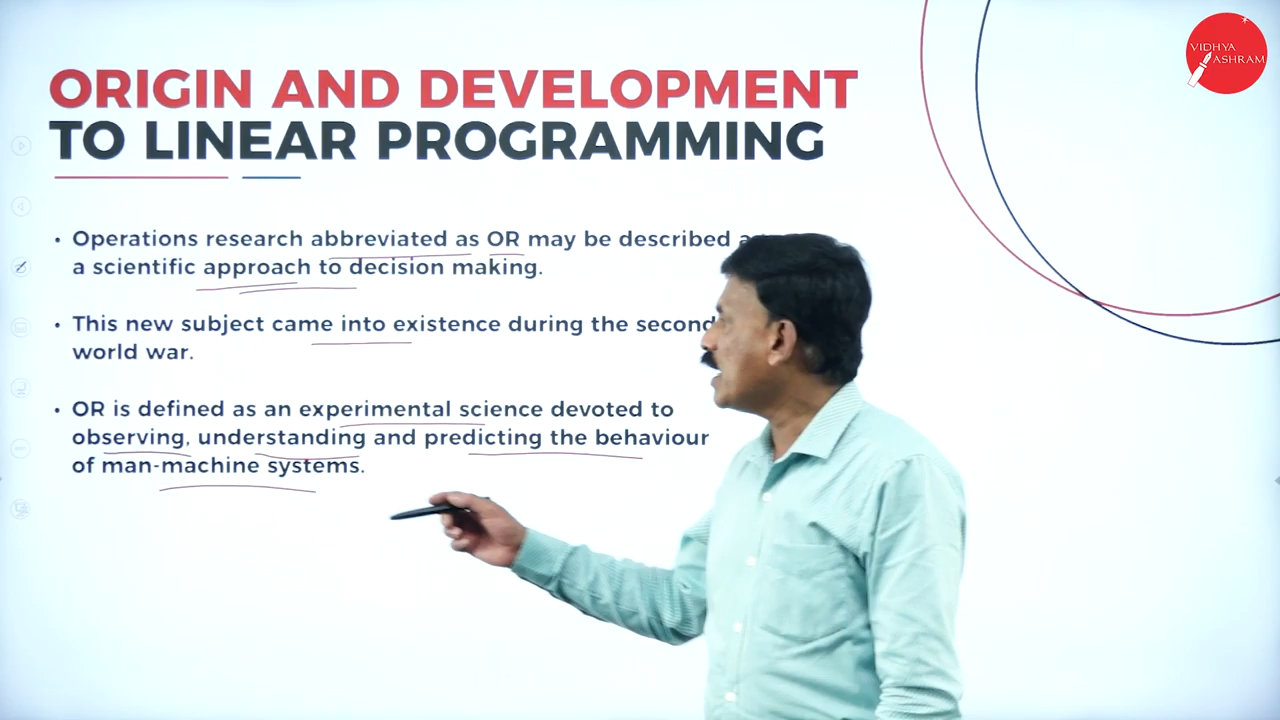 VIDHYA
ASHRAM
ORIGIN AND DEVELOPMENT
TO LINEAR PROGRAMMING
• Operations research abbreviated as OR may be described
a scientific approach to decision making.
• This new subject came into existence during the second
world war.
• OR is defined as an experimental science devoted to
observing, understanding and predicting the behaviour
of man-machine systems.